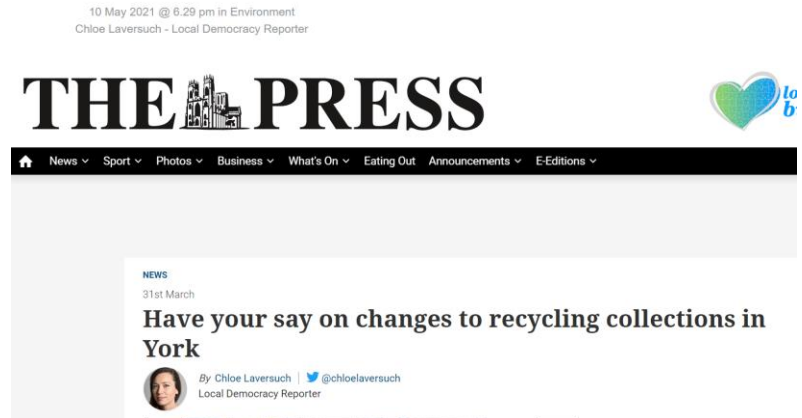 10 May 2021 @ 6.29 pm in Environment
Chloe Laversuch - Local Democracy Reporter
THE PRESS
News Sport Photos Business What's On Eating Out Announcements E-Editions
NEWS
31st March
Have your say on changes to recycling collections in
York
By Chloe Laversuch @chloelaversuch
Local Democracy Reporter